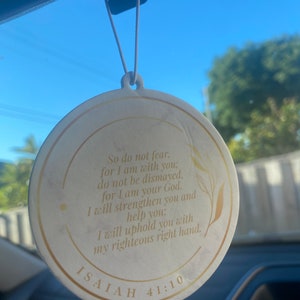 So do not fear,
for I am with you;
do not be dismayed,
for I am your God.
I will strengthen you and
help you;
I will uphold you with
my righteous right hand.
ISAIAH 41:10